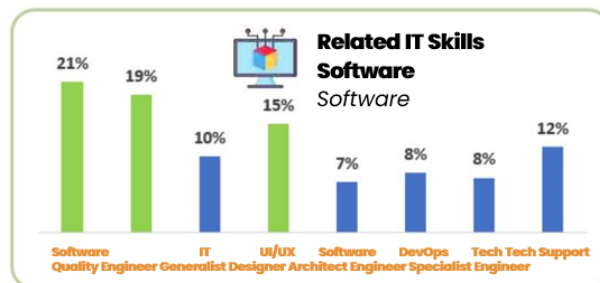 Related IT Skills
Software
Software
21%
19%
10%
15%
7%
8%
8%
12%
Software IT UI/UX Software DevOps Tech Tech Support
Quality Engineer Generalist Designer Architect Engineer Specialist Engineer